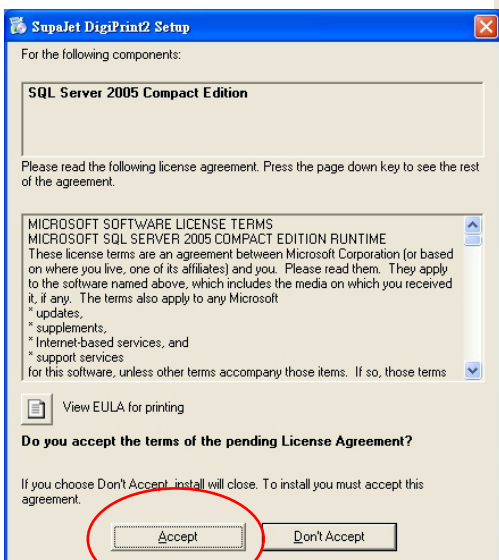 SupaJet DigiPrint2 Setup
For the following components:
SQL Server 2005 Compact Edition
Please read the following license agreement. Press the page down key to see the rest
of the agreement.
MICROSOFT SOFTWARE LICENSE TERMS
MICROSOFT SQL SERVER 2005 COMPACT EDITION RUNTIME
These license terms are an agreement between Microsoft Corporation (or based
on where you live, one of its affiliates) and you.  Please read them.  They apply
to the software named above, which includes the media on which you received
it, if any.  The terms also apply to any Microsoft
* updates,
* supplements,
* Internet-based services, and
* support services
for this software, unless other terms accompany those items.  If so, those terms
View EULA for printing
Do you accept the terms of the pending License Agreement?
If you choose Don't Accept, install will close. To install you must accept this
agreement.
Accept
Don't Accept